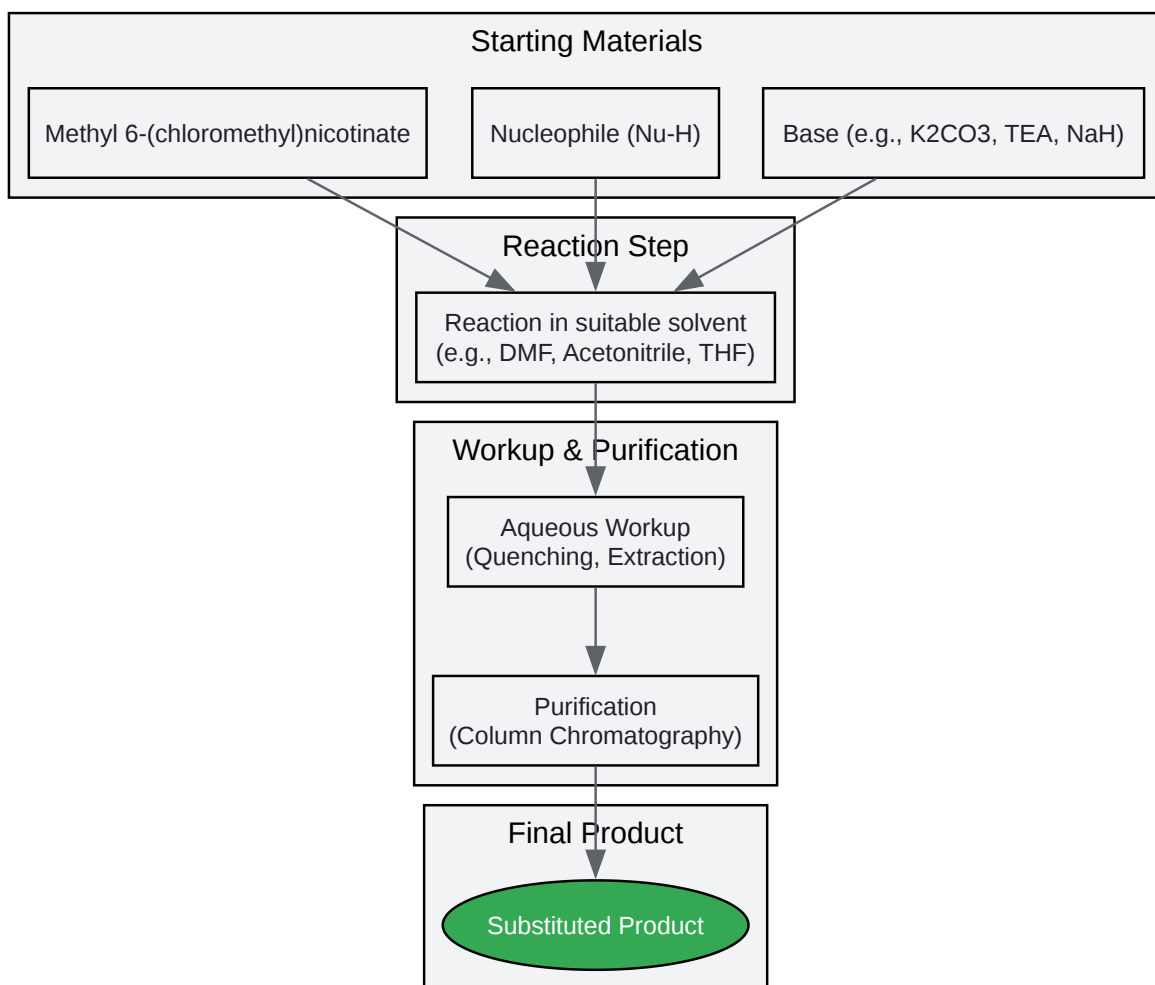 Starting Materials
Methyl 6-(chloromethyl)nicotinate
Nucleophile (Nu-H)
Base (e.g., K2CO3, TEA, NaH)
Reaction Step
Reaction in suitable solvent
(e.g., DMF, Acetonitrile, THF)
Workup & Purification
Aqueous Workup
(Quenching, Extraction)
Purification
(Column Chromatography)
Final Product
Substituted Product